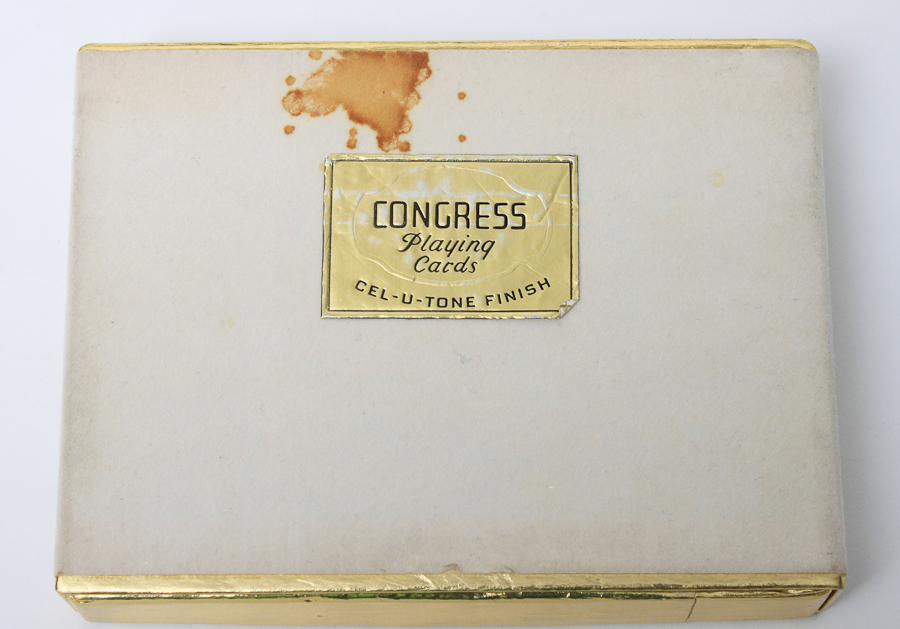 CONGRESS
Playing
Cards
CEL-U-TONE FINISH